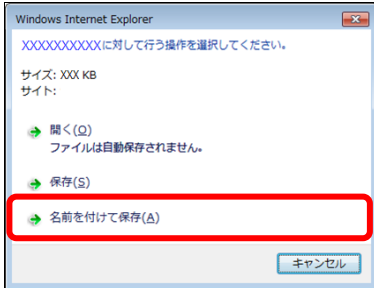 Windows Internet Explorer
XXXXXXXXXXに対して行う操作を選択してください。
サイズ: XXX KB
サイト:
開く(O)
ファイルは自動保存されません。
保存(S)
名前を付けて保存(A)
キャンセル